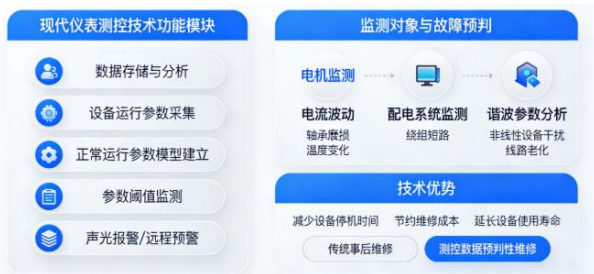 现代仪表测控技术功能模块
数据存储与分析
设备运行参数采集
正常运行参数模型建立
参数阈值监测
声光报警/远程预警
监测对象与故障预判
电机监测
电流波动
轴承磨损
温度变化
配电系统监测
绕组短路
谐波参数分析
非线性设备干扰
线路老化
技术优势
减少设备停机时间 节约维修成本 延长设备使用寿命
传统事后维修
测控数据预判性维修